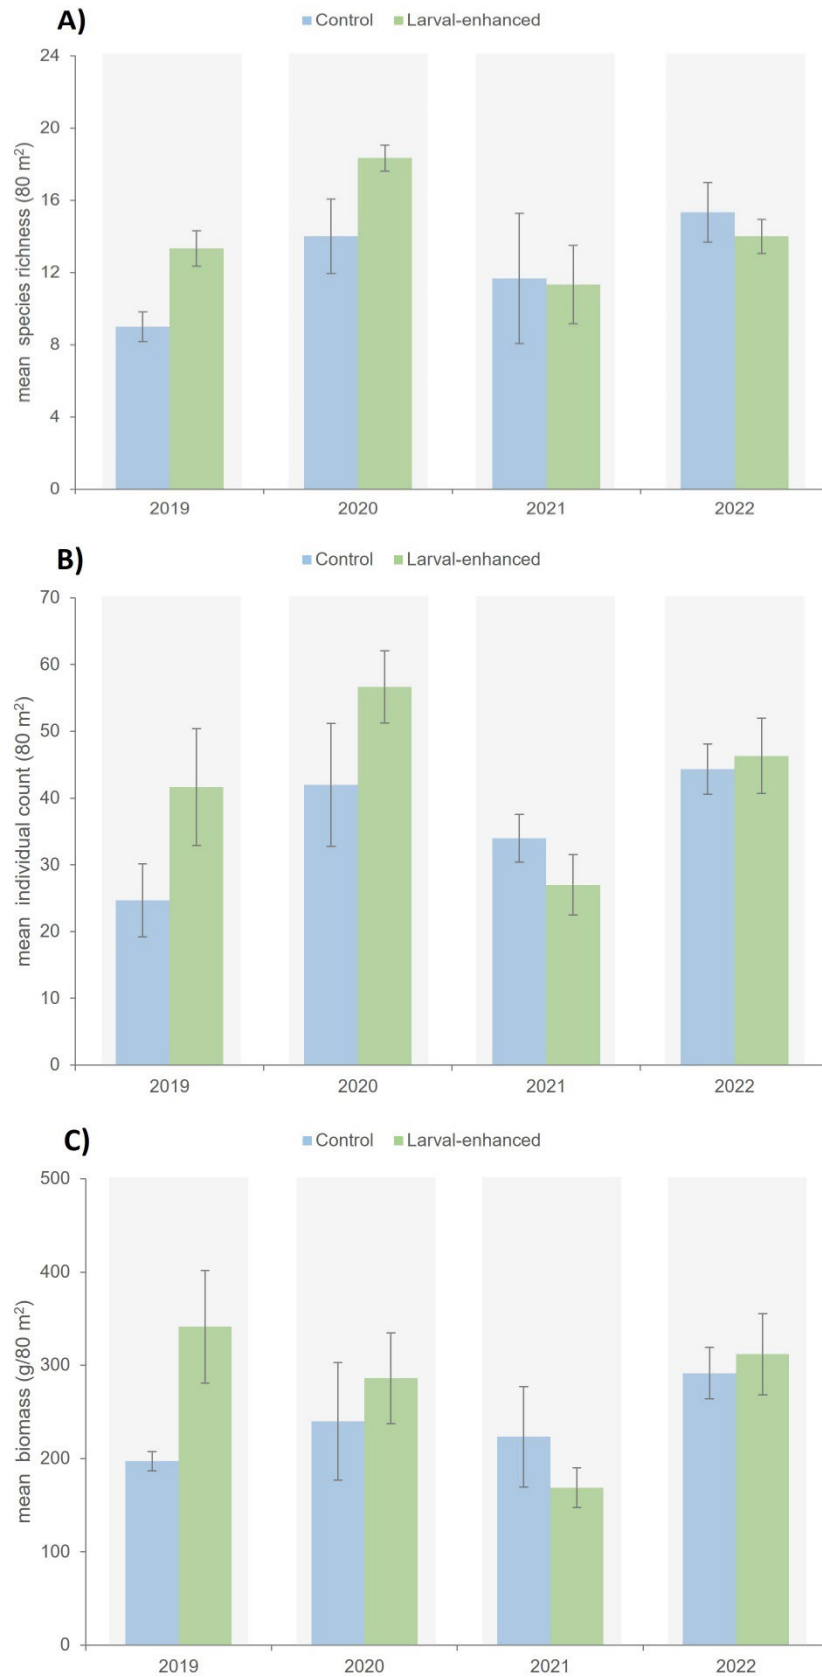 A)
Control Larval-enhanced
mean species richness (80 m²)
24
20
16
12
8
4
0
2019 2020 2021 2022
B)
Control Larval-enhanced
mean individual count (80 m²)
70
60
50
40
30
20
10
0
2019 2020 2021 2022
C)
Control Larval-enhanced
mean biomass (g/80 m²)
500
400
300
200
100
0
2019 2020 2021 2022